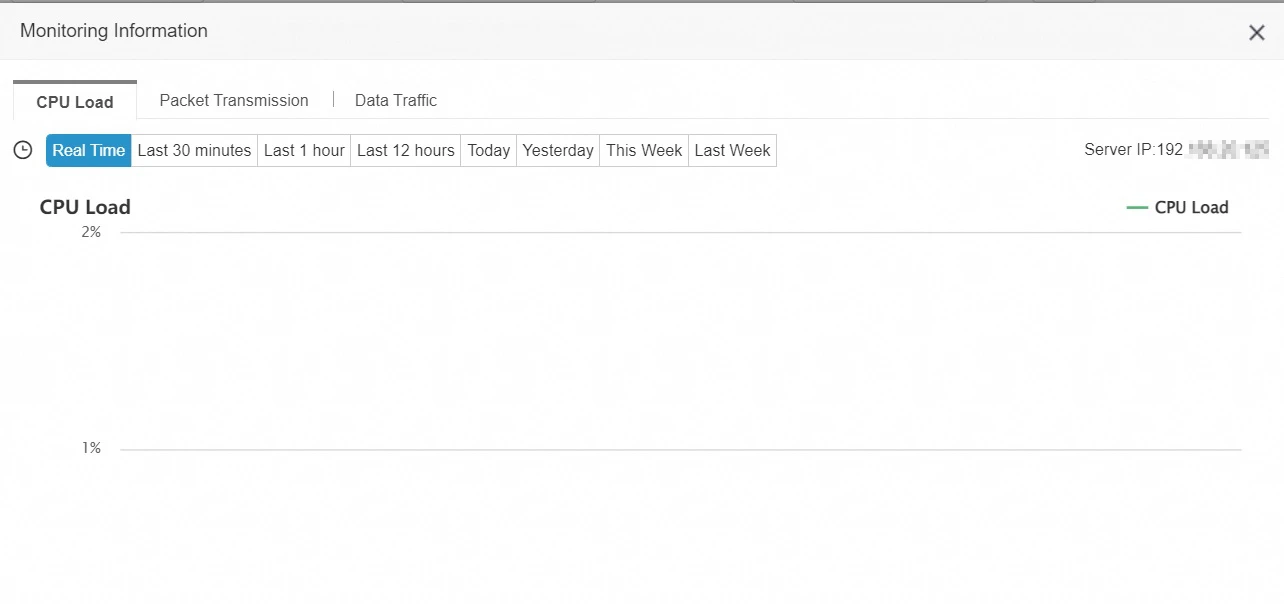 Monitoring Information
CPU Load
Packet Transmission
Data Traffic
Real Time Last 30 minutes Last 1 hour Last 12 hours Today Yesterday This Week Last Week
Server IP:192
CPU Load
CPU Load
2%
1%